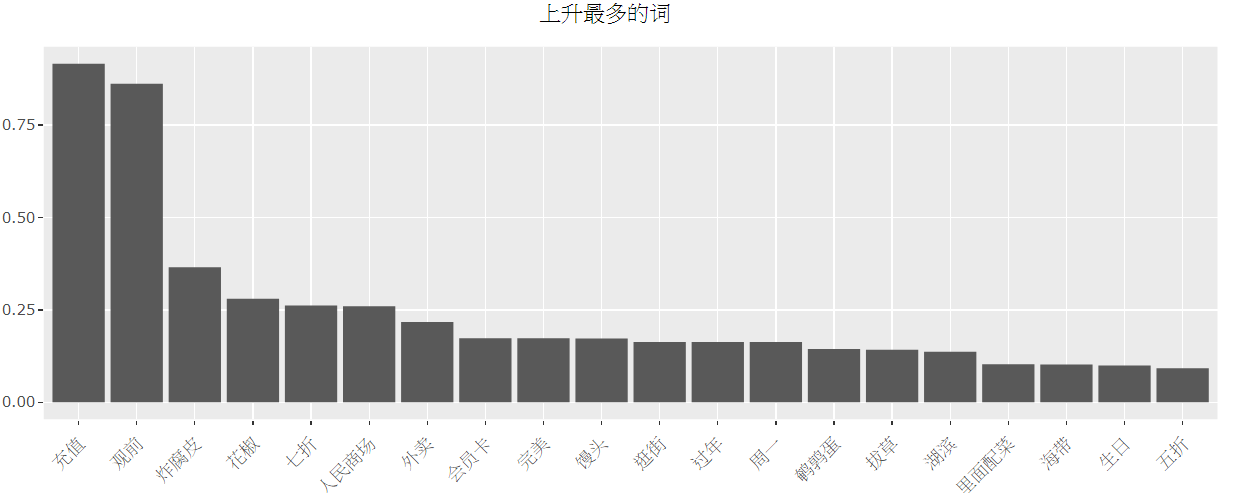 上升最多的词
0.75
0.50
0.25
0.00
充值
观前
炸腐皮
花椒
七折
人民商场
外卖
会员卡
完美
馒头
逛街
过年
周一
鹌鹑蛋
拔草
湖滨
里面配菜
海带
生日
五折